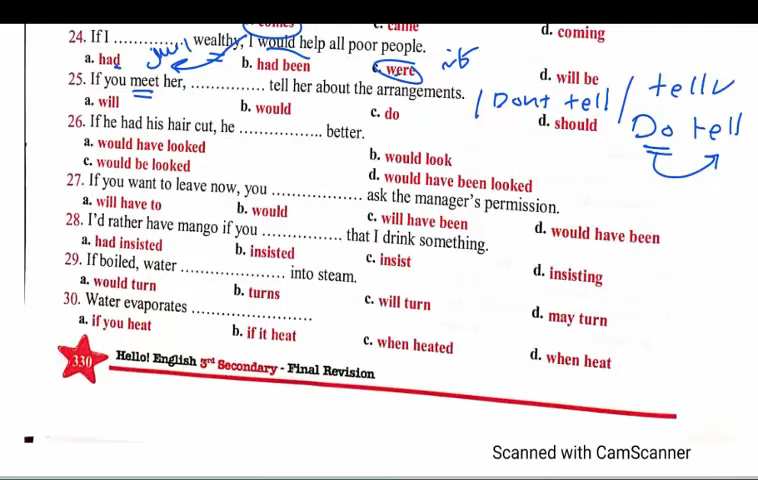 c. came
d. coming
24. If I ................ wealthy, I would help all poor people.
a. had
b. had been
c. were
d. will be
25. If you meet her, ................ tell her about the arrangements.
a. will
b. would
c. do
d. should
/ Dont tell / tell ✓
Do tell
26. If he had his hair cut, he .................. better.
a. would have looked
b. would look
c. would be looked
d. would have been looked
27. If you want to leave now, you .................... ask the manager's permission.
a. will have to
b. would
c. will have been
d. would have been
28. I'd rather have mango if you .................. that I drink something.
a. had insisted
b. insisted
c. insist
d. insisting
29. If boiled, water ....................... into steam.
a. would turn
b. turns
c. will turn
d. may turn
30. Water evaporates ...........................
a. if you heat
b. if it heat
c. when heated
d. when heat
330
Hello! English 3rd Secondary - Final Revision
Scanned with CamScanner